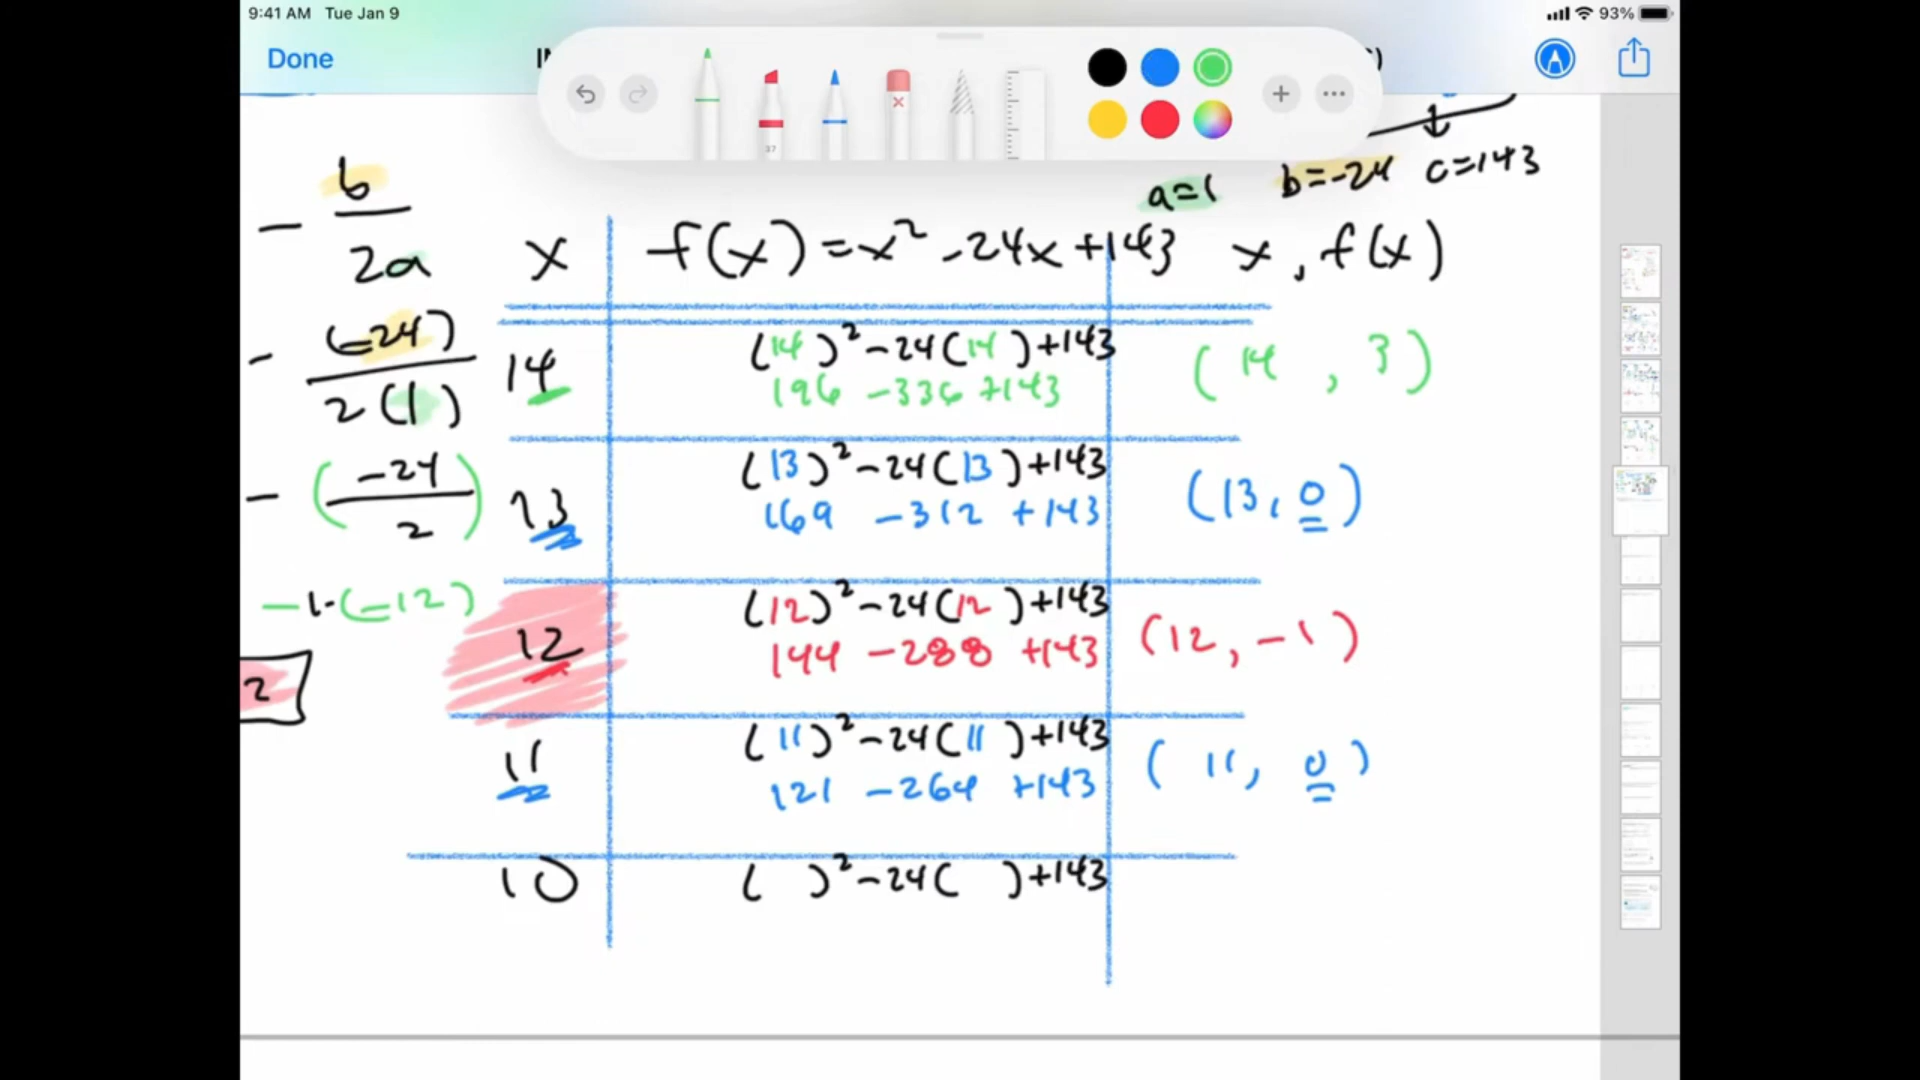 9:41 AM Tue Jan 9
93%
Done
37
a=1 b=-24 c=143
- b/2a
x f(x)=x²-24x+143 x, f(x)
- (-24)/2(1)
14 (14)²-24(14)+143 (14, 3)
196 -336 +143
- (-24/2)
13 (13)²-24(13)+143 (13, 0)
169 -312 +143
-1·(-12)
12 (12)²-24(12)+143 (12, -1)
144 -288 +143
2
11 (11)²-24(11)+143 (11, 0)
121 -264 +143
10 ( )²-24( )+143